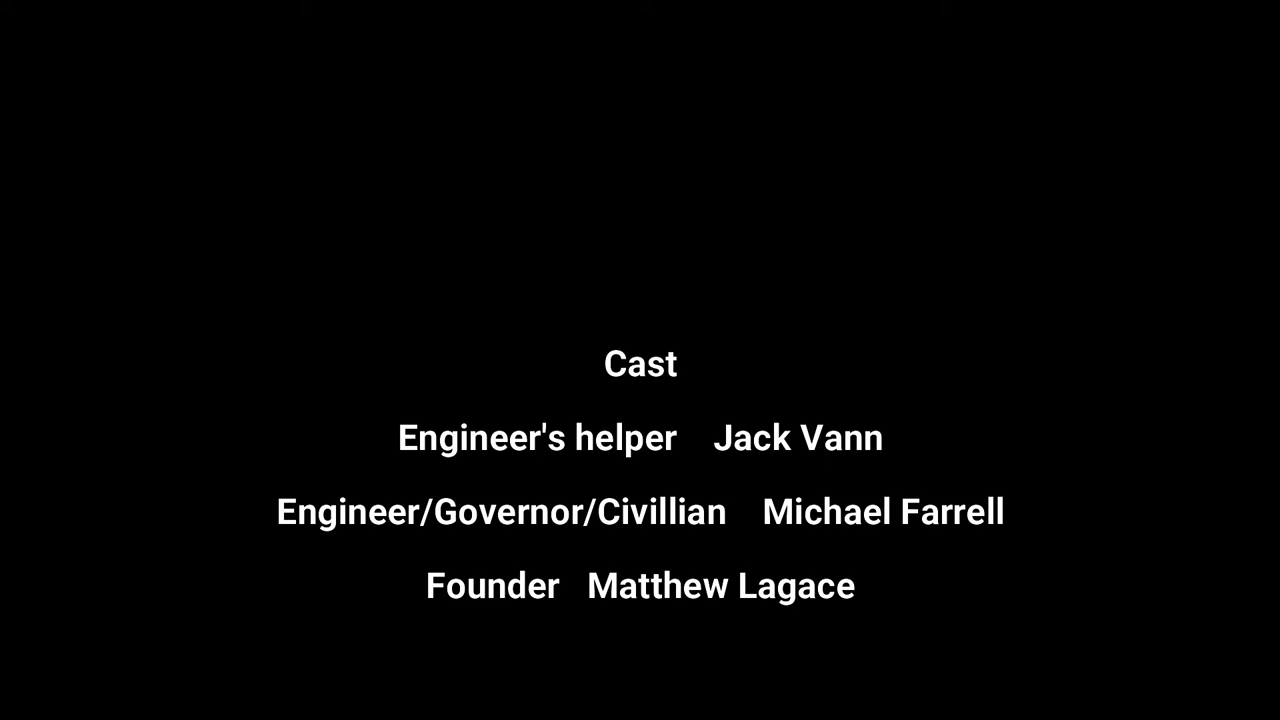 Cast
Engineer's helper Jack Vann
Engineer/Governor/Civillian Michael Farrell
Founder Matthew Lagace